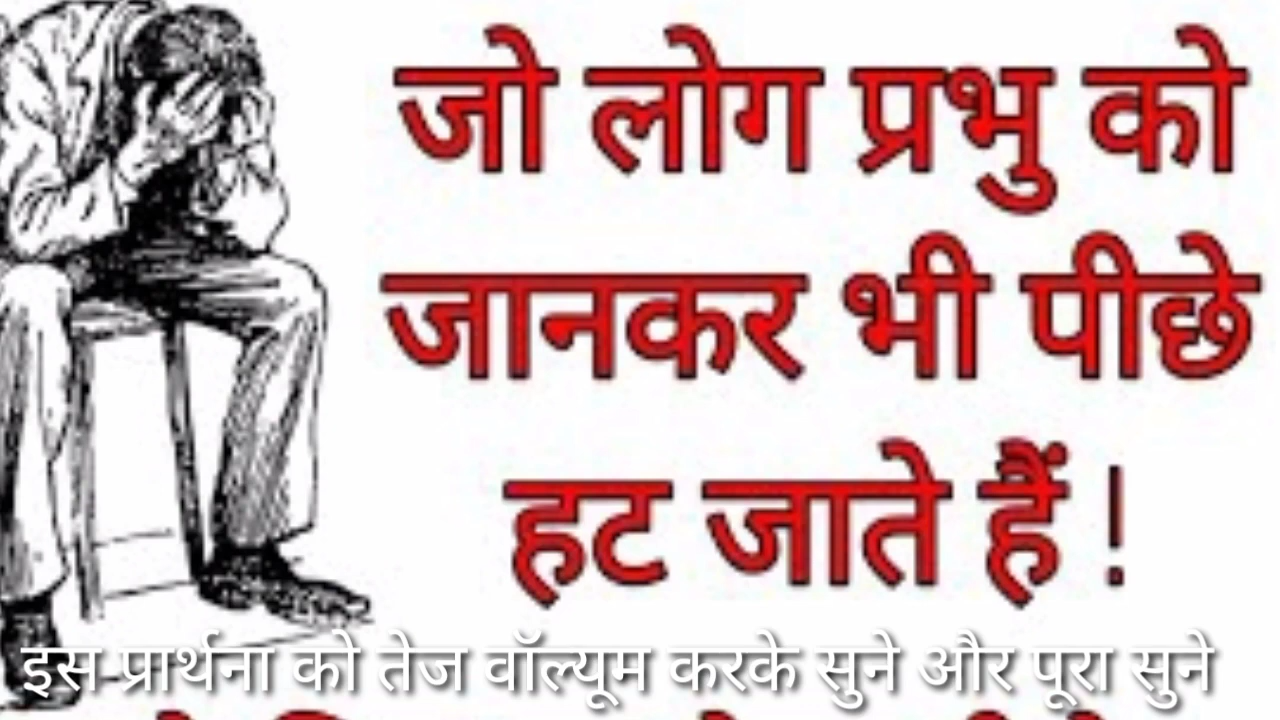 जो लोग प्रभु को
जानकर भी पीछे
हट जाते हैं !
इस प्रार्थना को तेज वॉल्यूम करके सुने और पूरा सुने